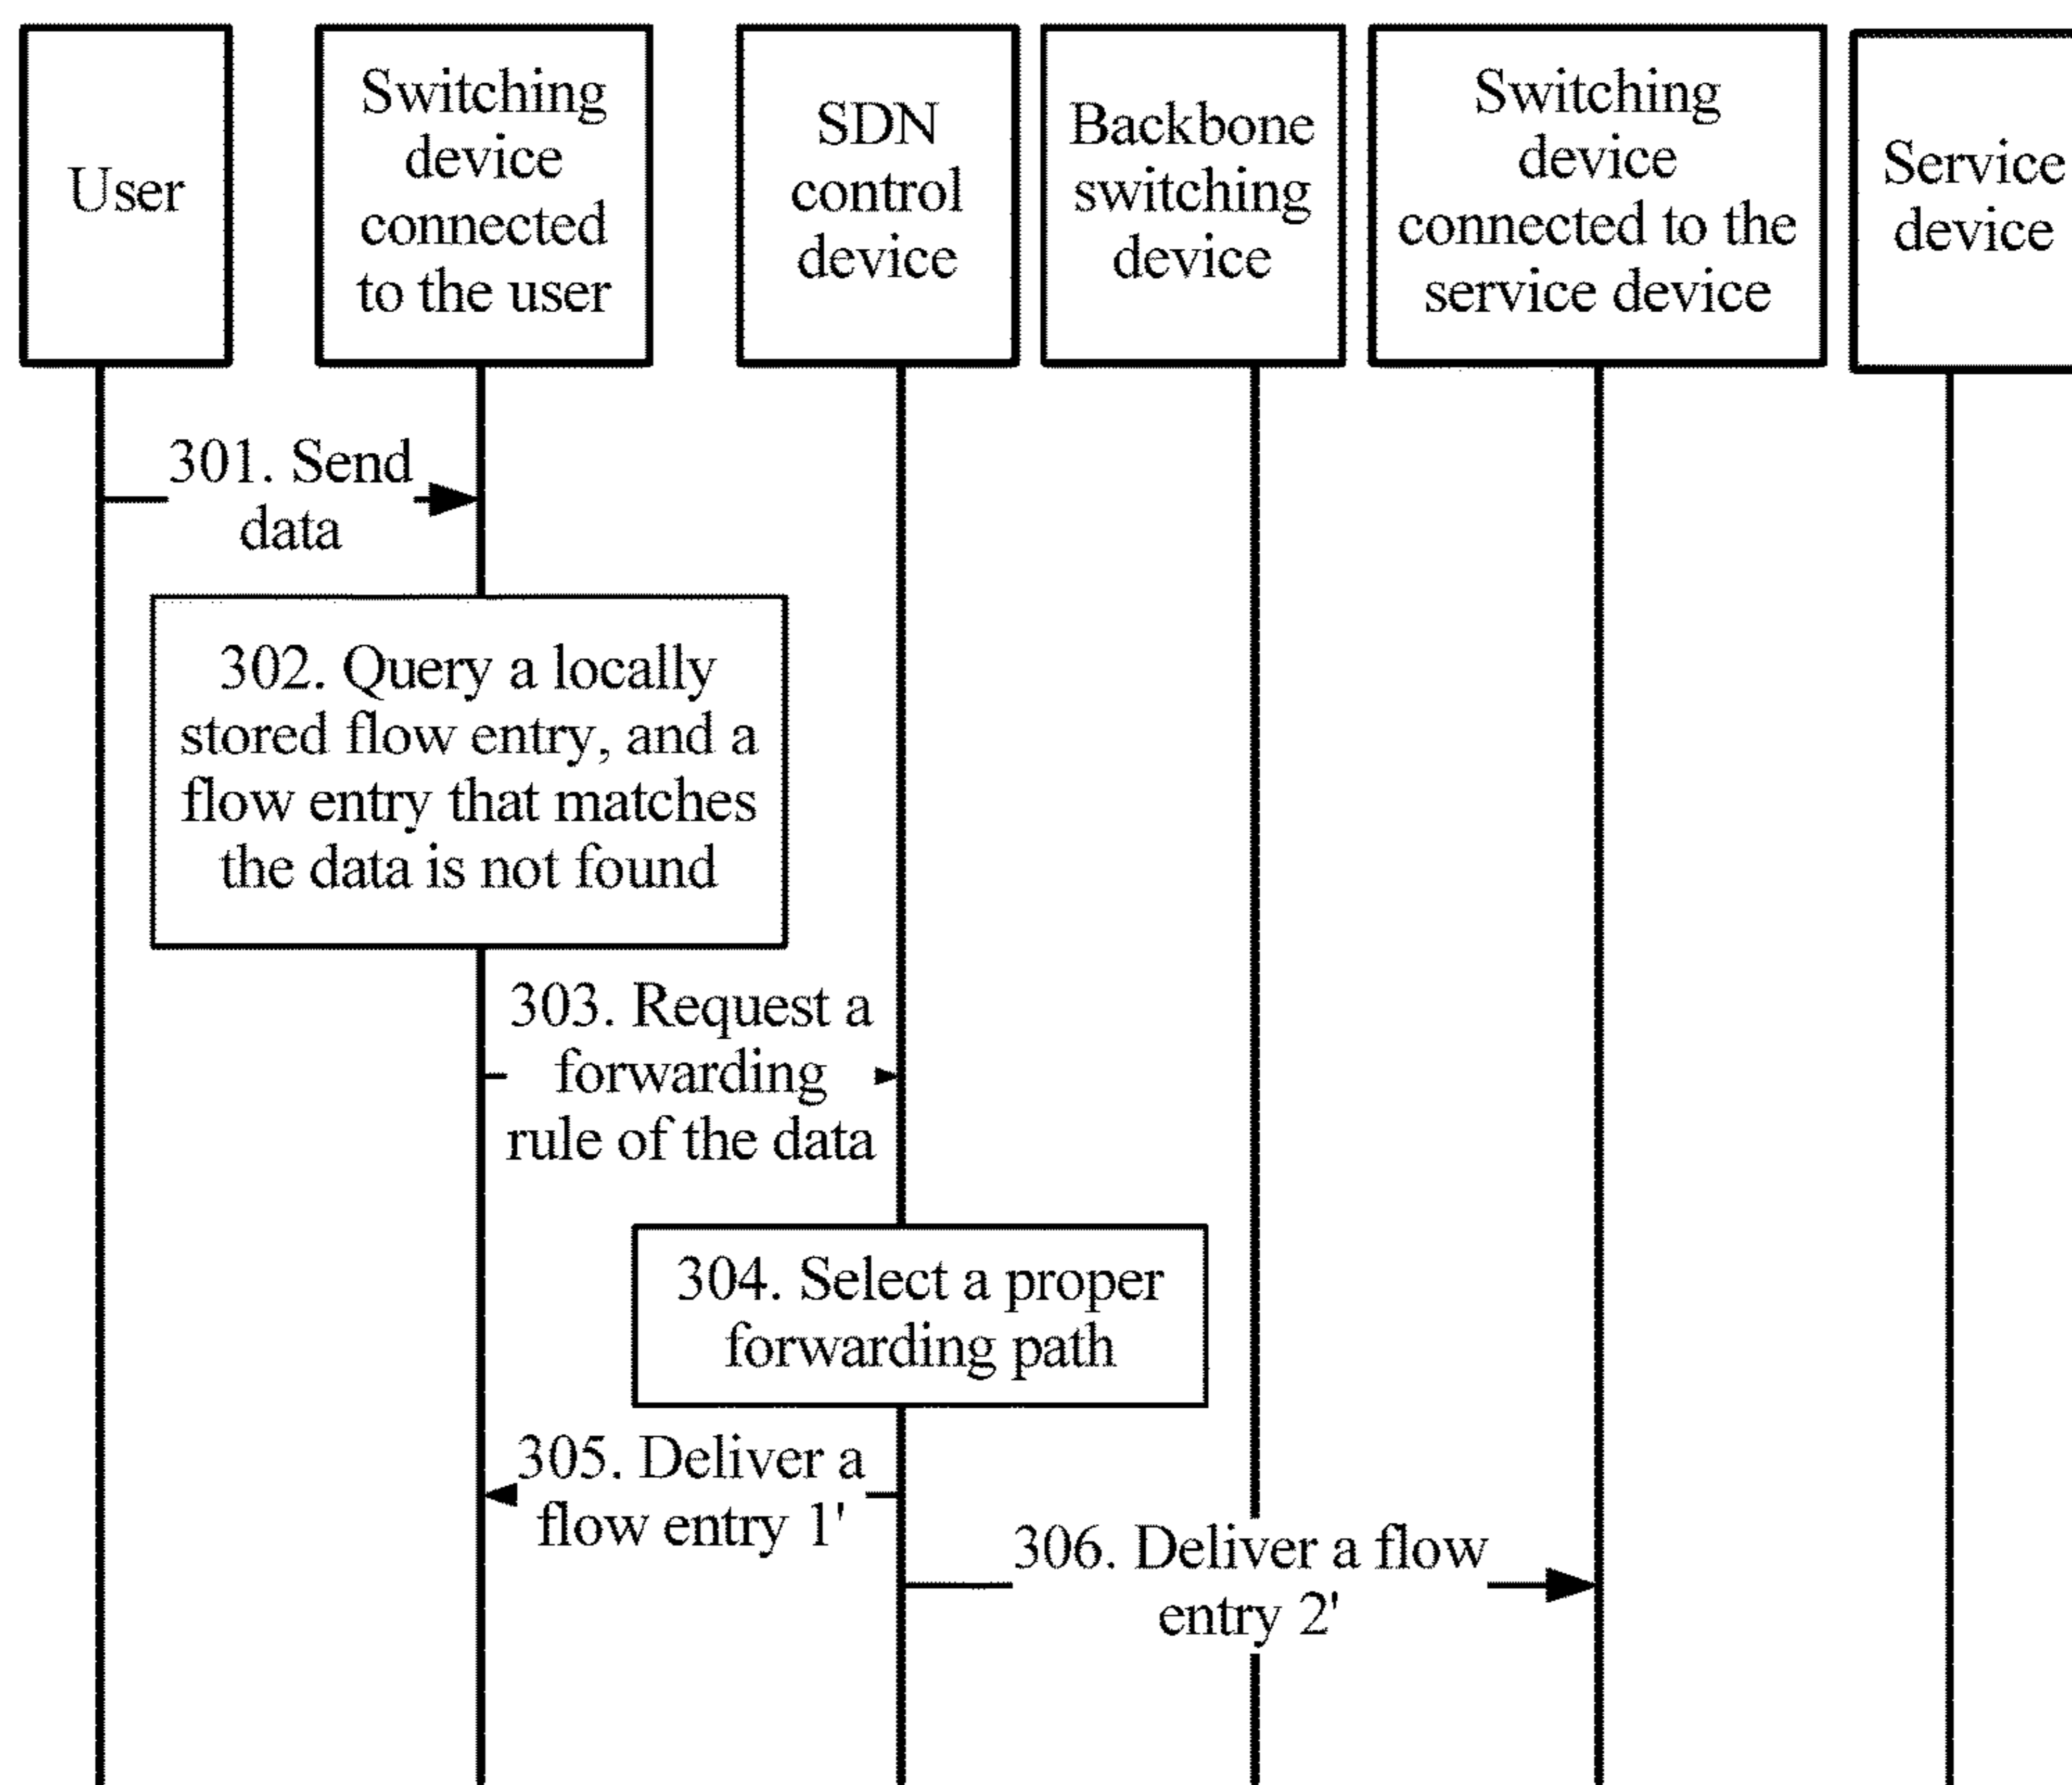 User
Switching
device
connected
to the user
SDN
control
device
Backbone
switching
device
Switching
device
connected to the
service device
Service
device
301. Send
data
302. Query a locally
stored flow entry, and a
flow entry that matches
the data is not found
303. Request a
forwarding
rule of the data
304. Select a proper
forwarding path
305. Deliver a
flow entry 1'
306. Deliver a flow
entry 2'